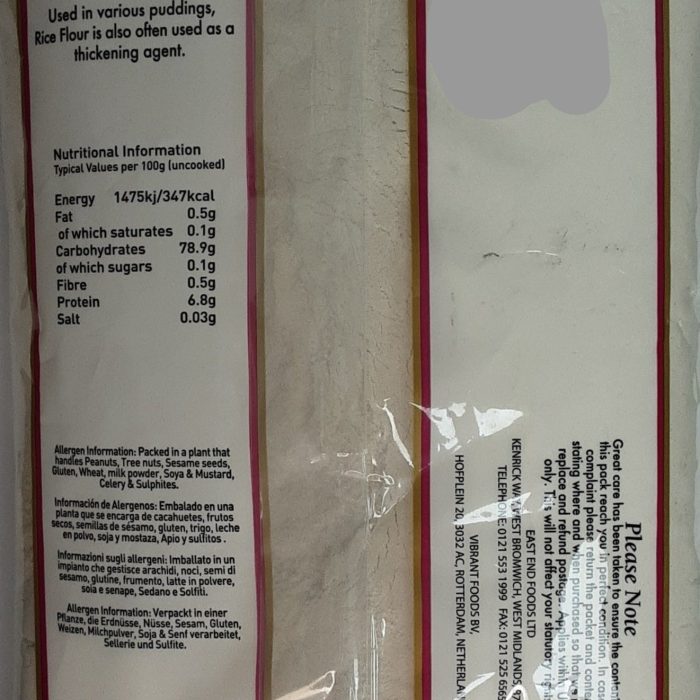 Used in various puddings,
Rice Flour is also often used as a
thickening agent.
Nutritional Information
Typical Values per 100g (uncooked)
Energy 1475kj/347kcal
Fat 0.5g
of which saturates 0.1g
Carbohydrates 78.9g
of which sugars 0.1g
Fibre 0.5g
Protein 6.8g
Salt 0.03g
Allergen Information: Packed in a plant that
handles Peanuts, Tree nuts, Sesame seeds,
Gluten, Wheat, milk powder, Soya & Mustard,
Celery & Sulphites.
Información de Alergenos: Embalado en una
planta que se encarga de cacahuetes, frutos
secos, semillas de sésamo, gluten, trigo, leche
en polvo, soja y mostaza, Apio y sulfitos.
Informazioni sugli allergeni: Imballato in un
impianto che gestisce arachidi, noci, semi di
sesamo, glutine, frumento, latte in polvere,
soia e senape, Sedano e Solfiti.
Allergen Information: Verpackt in einer
Pflanze, die Erdnüsse, Nüsse, Sesam, Gluten,
Weizen, Milchpulver, Soja & Senf verarbeitet,
Sellerie und Sulfite.
Please Note
Great care has been taken to ensure the
this pack reach you in perfect condition. In
complaint please return the packet and
stating where and when purchased so that
replace and refund postage. Applies
only. This will not affect your statutory
EAST END FOODS LTD
KENRICK WEST BROMWICH, WEST MIDLANDS,
TELEPHONE: 0121 553 1999 FAX: 0121 525
VIBRANT FOODS BV,
HOFPLEIN 20, 3032 AC, ROTTERDAM,